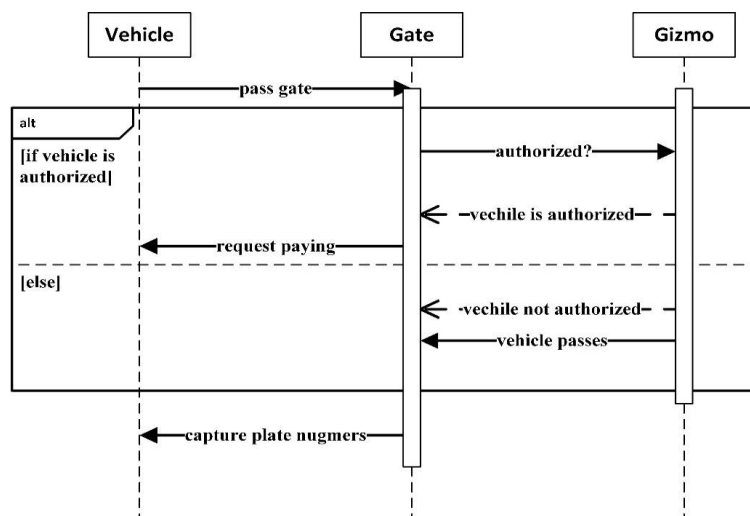 Vehicle
Gate
Gizmo
pass gate
alt
[if vehicle is
authorized]
authorized?
vechile is authorized
request paying
[else]
vechile not authorized
vehicle passes
capture plate nugmers